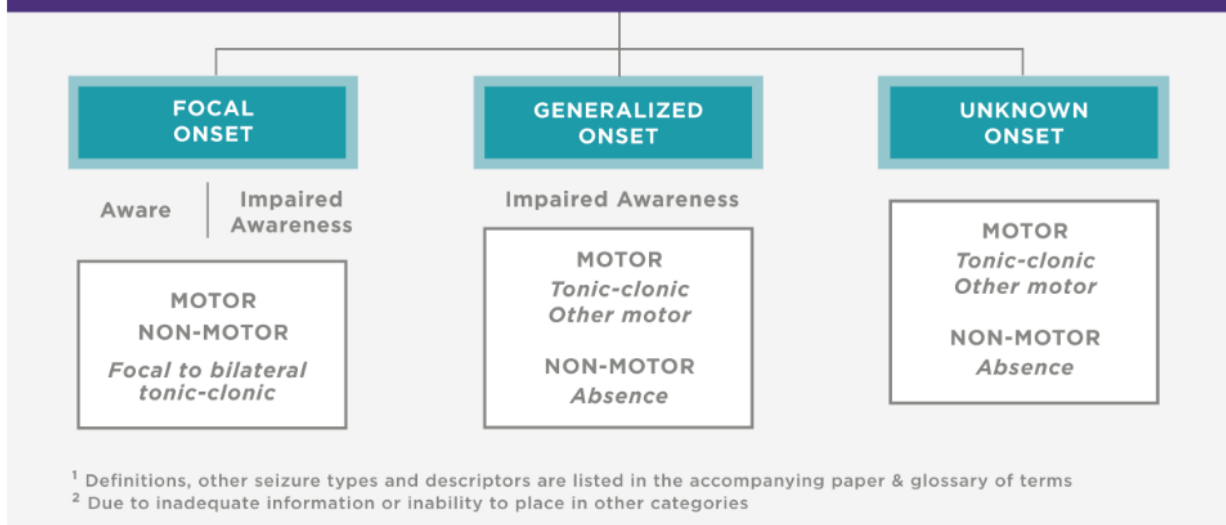 FOCAL
ONSET
Aware
Impaired
Awareness
MOTOR
NON-MOTOR
Focal to bilateral
tonic-clonic
GENERALIZED
ONSET
Impaired Awareness
MOTOR
Tonic-clonic
Other motor
NON-MOTOR
Absence
UNKNOWN
ONSET
MOTOR
Tonic-clonic
Other motor
NON-MOTOR
Absence
¹ Definitions, other seizure types and descriptors are listed in the accompanying paper & glossary of terms
² Due to inadequate information or inability to place in other categories